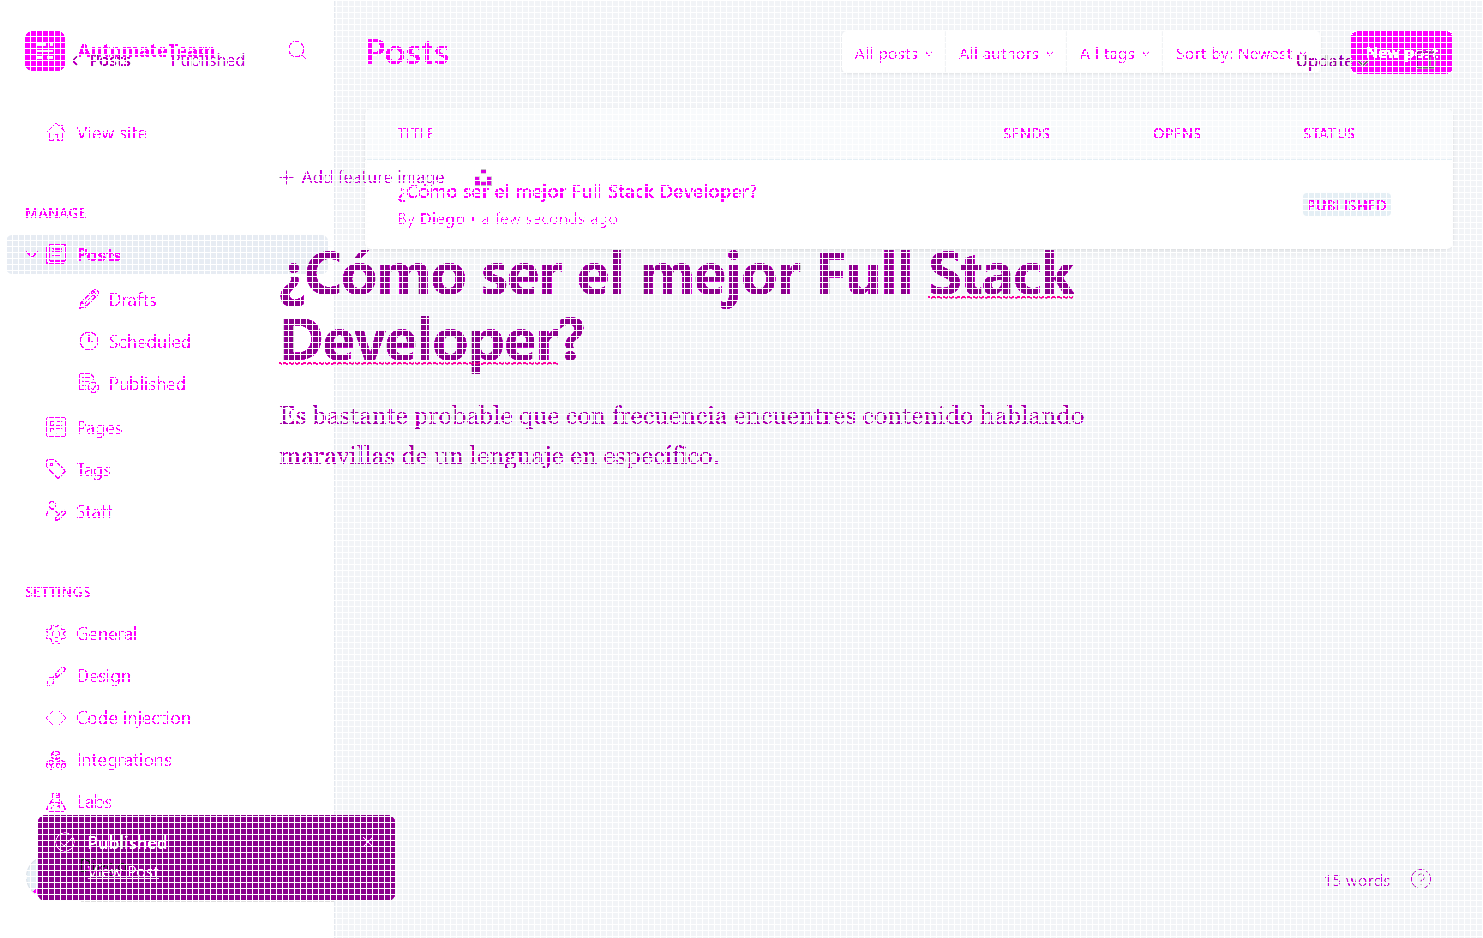 AutomateTeam
Posts
Published
Posts
All posts
All authors
All tags
Sort by: Newest
Update
New post
View site
TITLE
SENDS
OPENS
STATUS
+ Add feature image
¿Cómo ser el mejor Full Stack Developer?
By Diego • a few seconds ago
PUBLISHED
MANAGE
Posts
¿Cómo ser el mejor Full Stack
Developer?
Drafts
Scheduled
Published
Es bastante probable que con frecuencia encuentres contenido hablando
maravillas de un lenguaje en específico.
Pages
Tags
Staff
SETTINGS
General
Design
Code injection
Integrations
Labs
Published
View Post
15 words